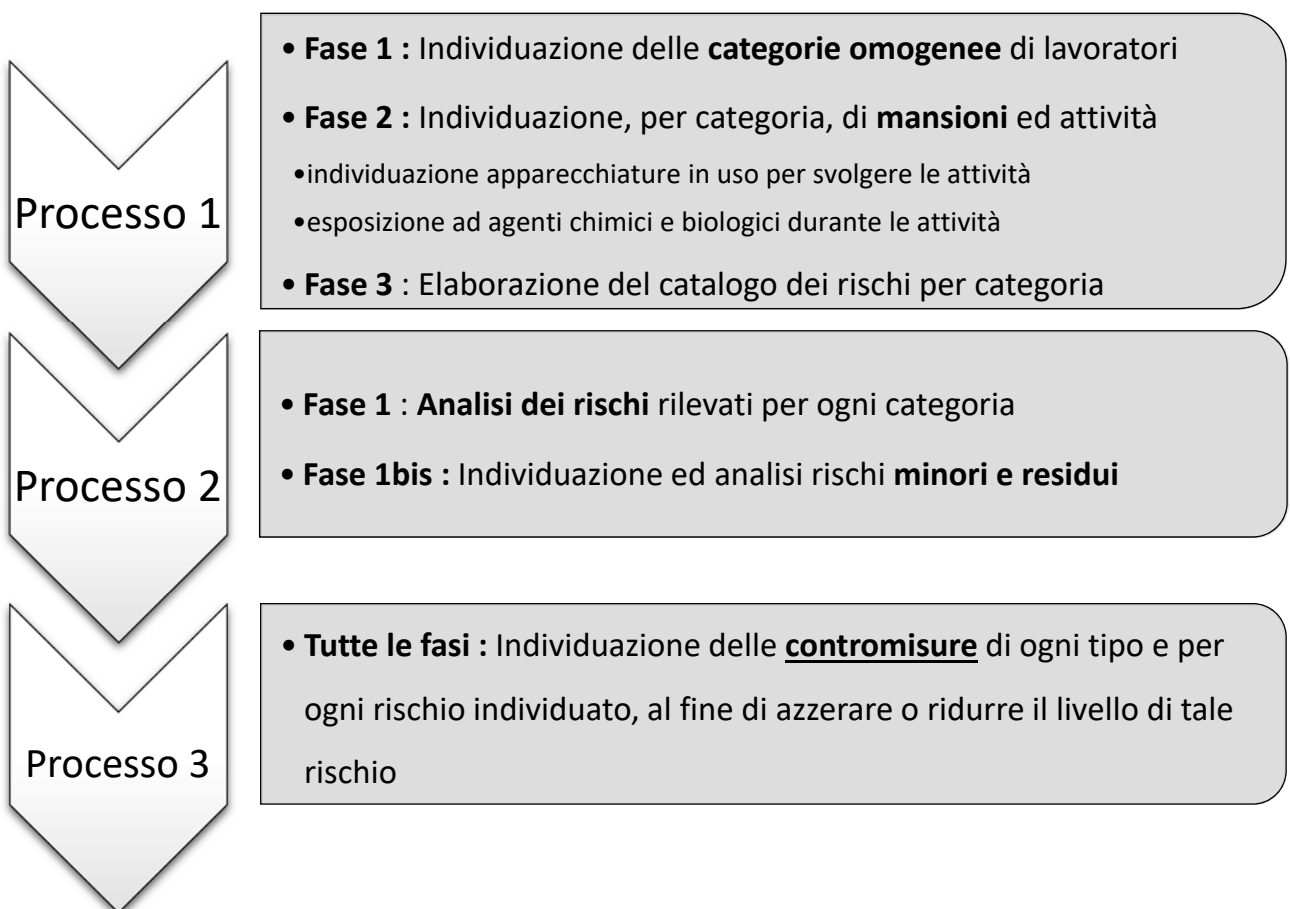 Processo 1
• Fase 1 : Individuazione delle categorie omogenee di lavoratori
• Fase 2 : Individuazione, per categoria, di mansioni ed attività
•individuazione apparecchiature in uso per svolgere le attività
•esposizione ad agenti chimici e biologici durante le attività
• Fase 3 : Elaborazione del catalogo dei rischi per categoria
Processo 2
• Fase 1 : Analisi dei rischi rilevati per ogni categoria
• Fase 1bis : Individuazione ed analisi rischi minori e residui
Processo 3
• Tutte le fasi : Individuazione delle contromisure di ogni tipo e per
ogni rischio individuato, al fine di azzerare o ridurre il livello di tale
rischio